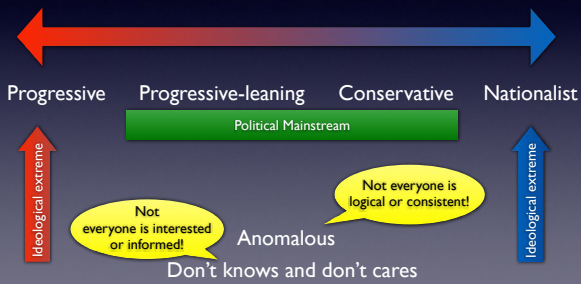 Progressive Progressive-leaning Conservative Nationalist
Political Mainstream
Ideological extreme
Ideological extreme
Not everyone is
logical or consistent!
Not
everyone is interested
or informed!
Anomalous
Don't knows and don't cares